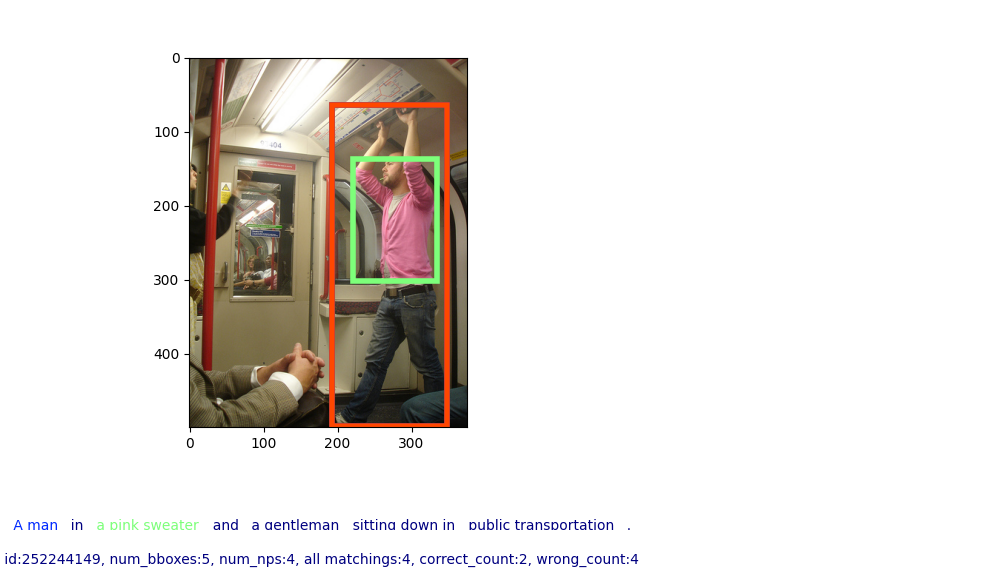 0
100
200
300
400
0 100 200 300
A man in a pink sweater and a gentleman sitting down in public transportation .
id:252244149, num_bboxes:5, num_nps:4, all matchings:4, correct_count:2, wrong_count:4